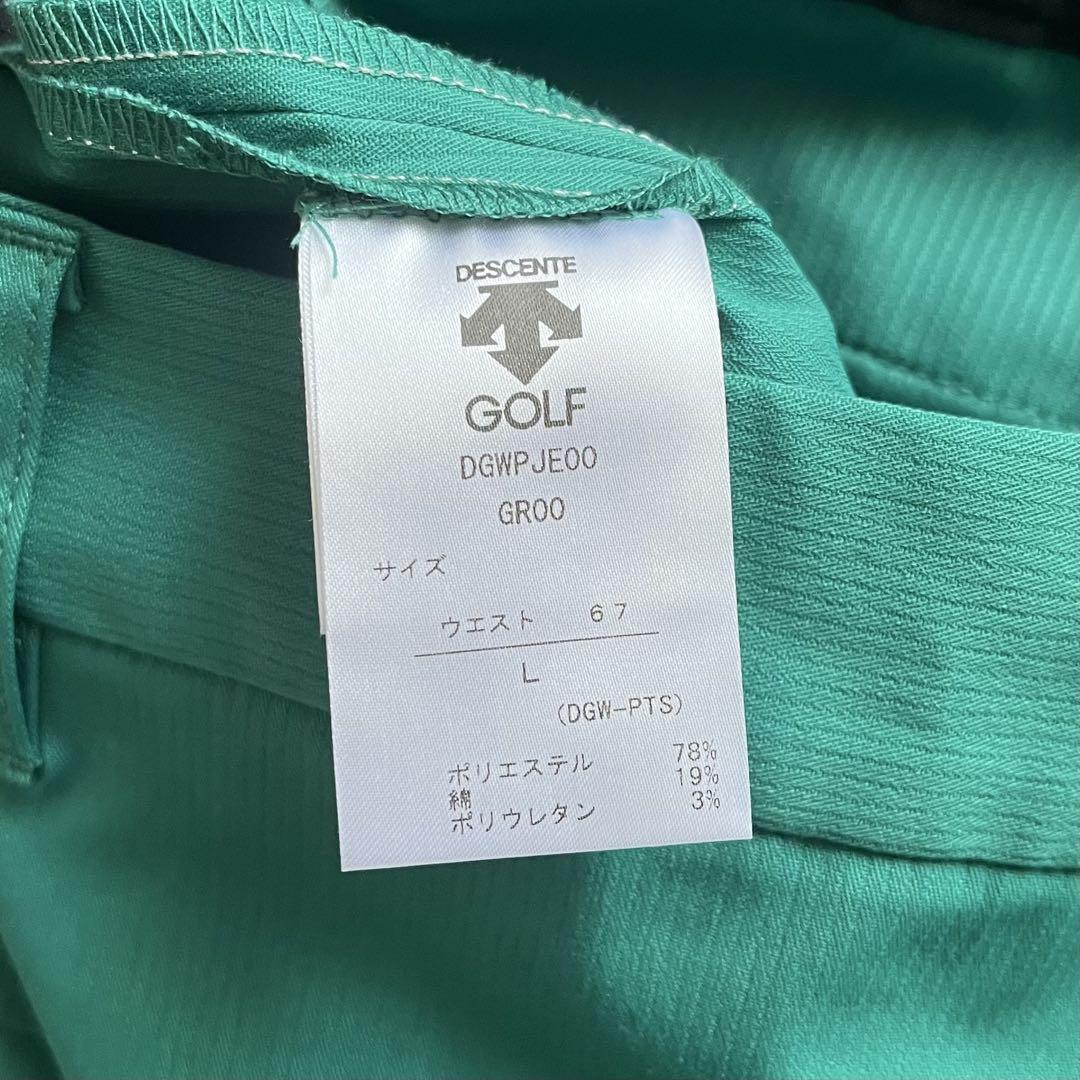 DESCENTE
GOLF
DGWPJE00
GR00
サイズ
ウエスト 67
L
(DGW-PTS)
ポリエステル 78%
綿 19%
ポリウレタン 3%